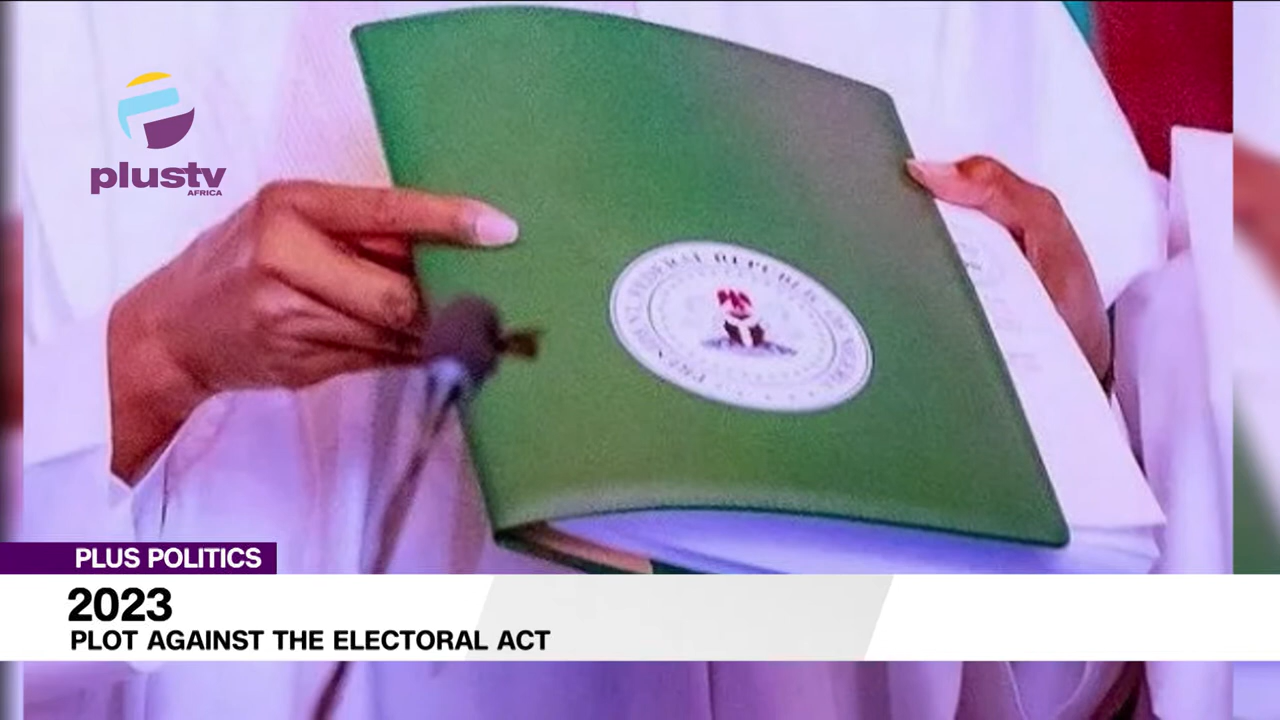 plustv
AFRICA
PLUS POLITICS
2023
PLOT AGAINST THE ELECTORAL ACT